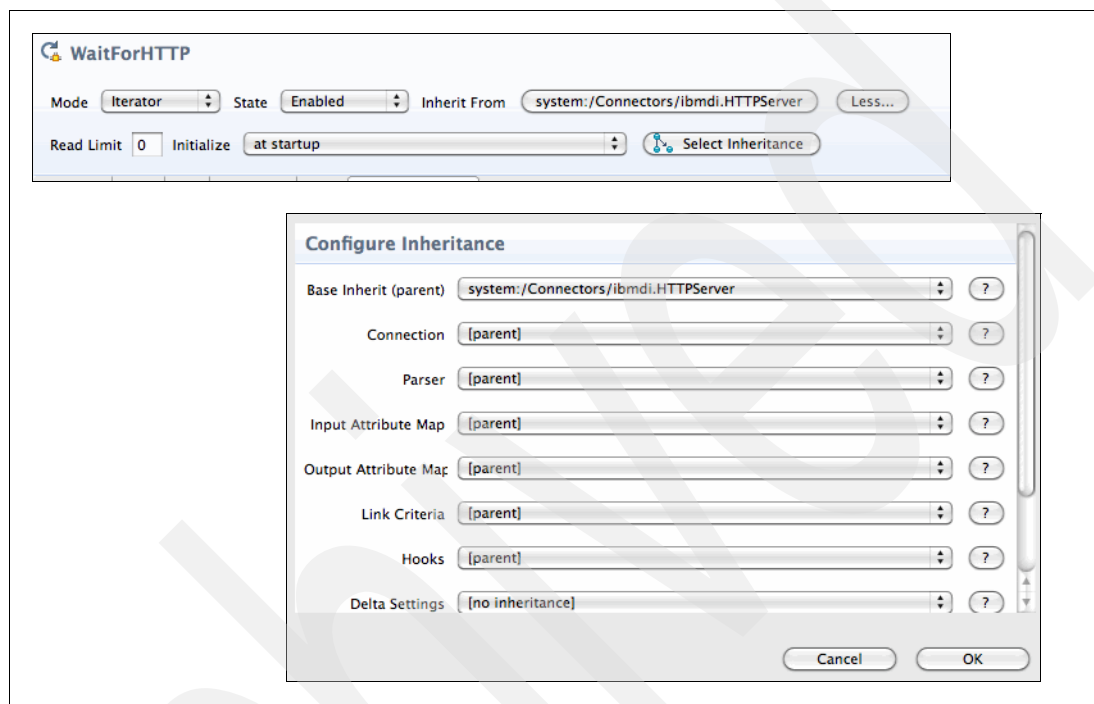 WaitForHTTP
Mode Iterator State Enabled Inherit From system:/Connectors/ibmdi.HTTPServer Less...
Read Limit 0 Initialize at startup Select Inheritance
Configure Inheritance
Base Inherit (parent) system:/Connectors/ibmdi.HTTPServer ?
Connection [parent] ?
Parser [parent] ?
Input Attribute Map [parent] ?
Output Attribute Map [parent] ?
Link Criteria [parent] ?
Hooks [parent] ?
Delta Settings [no inheritance] ?
Cancel OK